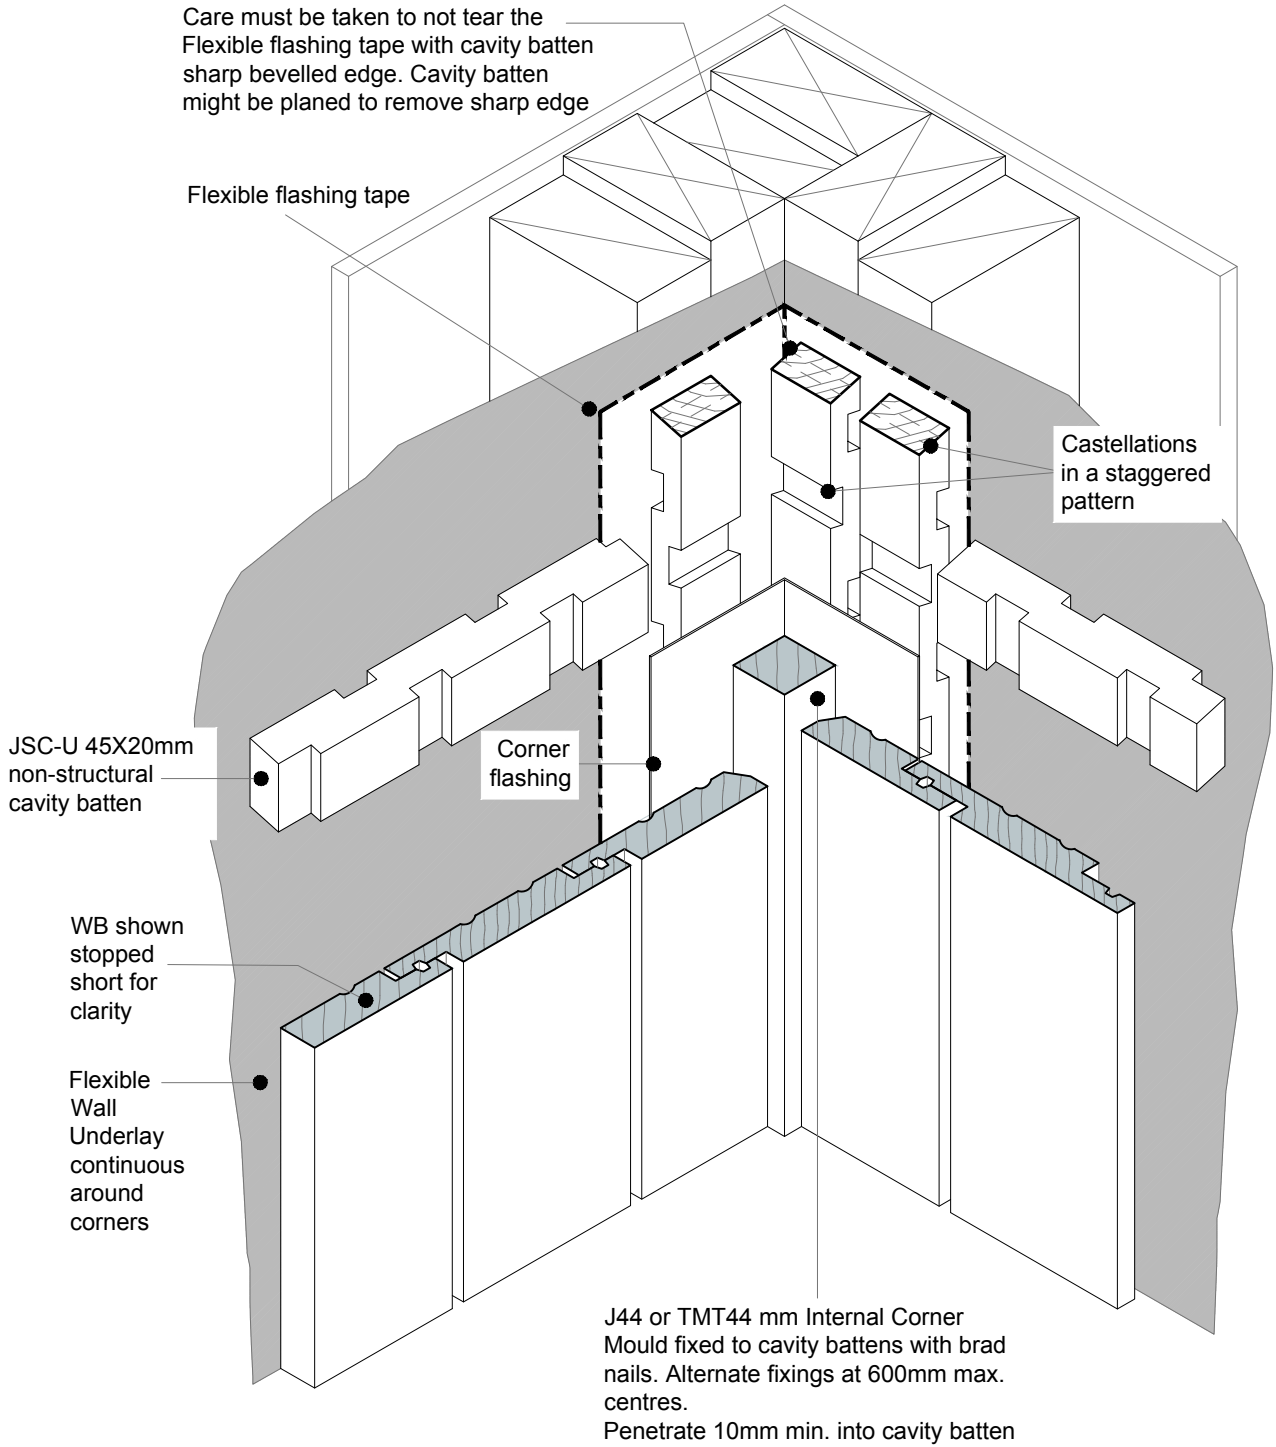 Care must be taken to not tear the
Flexible flashing tape with cavity batten
sharp bevelled edge. Cavity batten
might be planed to remove sharp edge
Flexible flashing tape
Castellations
in a staggered
pattern
JSC-U 45X20mm
non-structural
cavity batten
Corner
flashing
WB shown
stopped
short for
clarity
Flexible
Wall
Underlay
continuous
around
corners
J44 or TMT44 mm Internal Corner
Mould fixed to cavity battens with brad
nails. Alternate fixings at 600mm max.
centres.
Penetrate 10mm min. into cavity batten